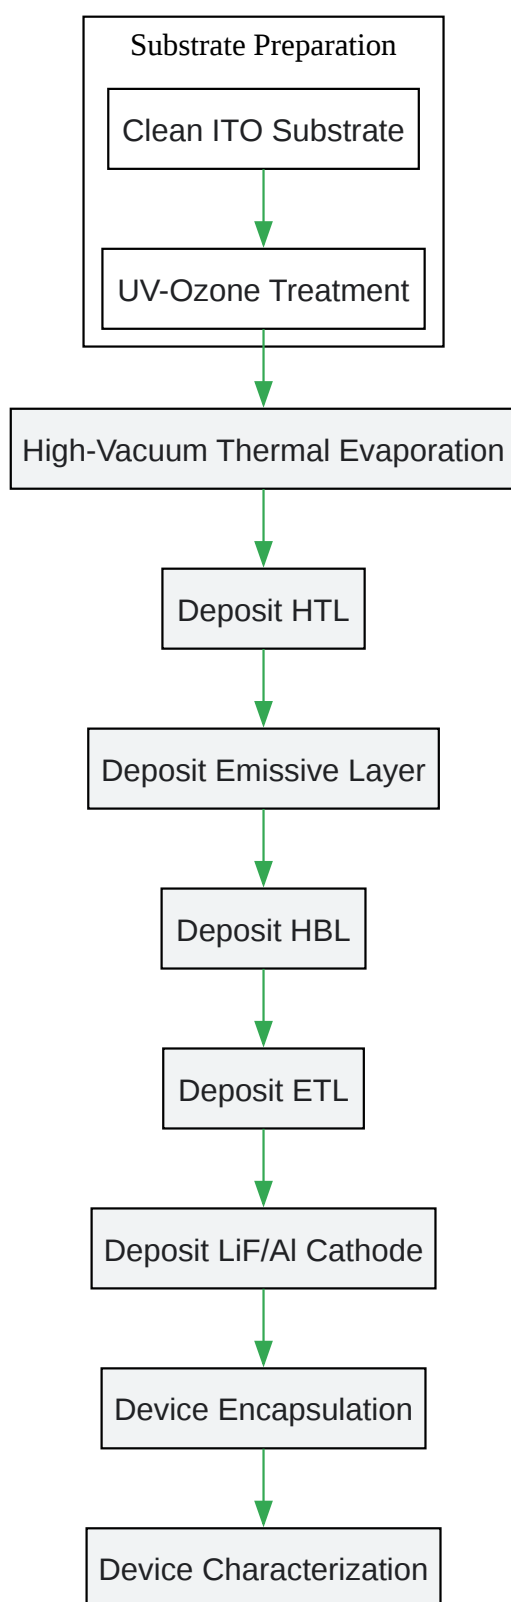 Substrate Preparation
Clean ITO Substrate
UV-Ozone Treatment
High-Vacuum Thermal Evaporation
Deposit HTL
Deposit Emissive Layer
Deposit HBL
Deposit ETL
Deposit LiF/Al Cathode
Device Encapsulation
Device Characterization